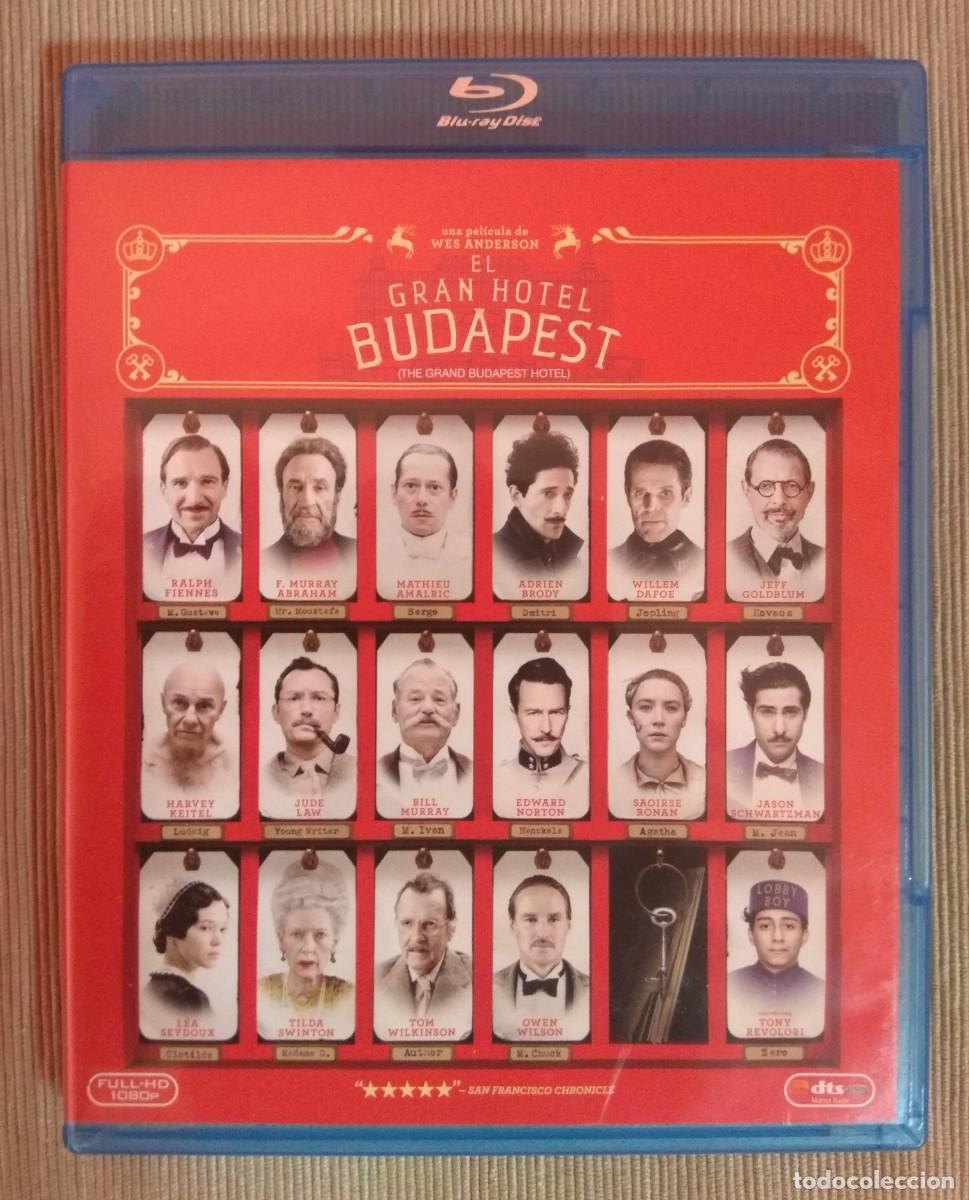 Blu-ray Disc
una película de
WES ANDERSON
EL
GRAN HOTEL
BUDAPEST
(THE GRAND BUDAPEST HOTEL)
RALPH
FIENNES
F. MURRAY
ABRAHAM
MATHIEU
AMALRIC
ADRIEN
BRODY
WILLEM
DAFOE
JEFF
GOLDBLUM
M. Gustave
Mr. Moustafa
Serge
Dmitri
Jopling
Kovacs
HARVEY
KEITEL
JUDE
LAW
BILL
MURRAY
EDWARD
NORTON
SAOIRSE
RONAN
JASON
SCHWARTZMAN
Ludwig
Young Writer
M. Ivan
Henckels
Agatha
M. Jean
LOBBY
BOY
LÉA
SEYDOUX
TILDA
SWINTON
TOM
WILKINSON
OWEN
WILSON
introducing
TONY
REVOLORI
Clotilde
Madame D.
Author
M. Chuck
Zero
FULL-HD
1080P
"★★★★★" – SAN FRANCISCO CHRONICLE
dts-HD
Master Audio
todocoleccion